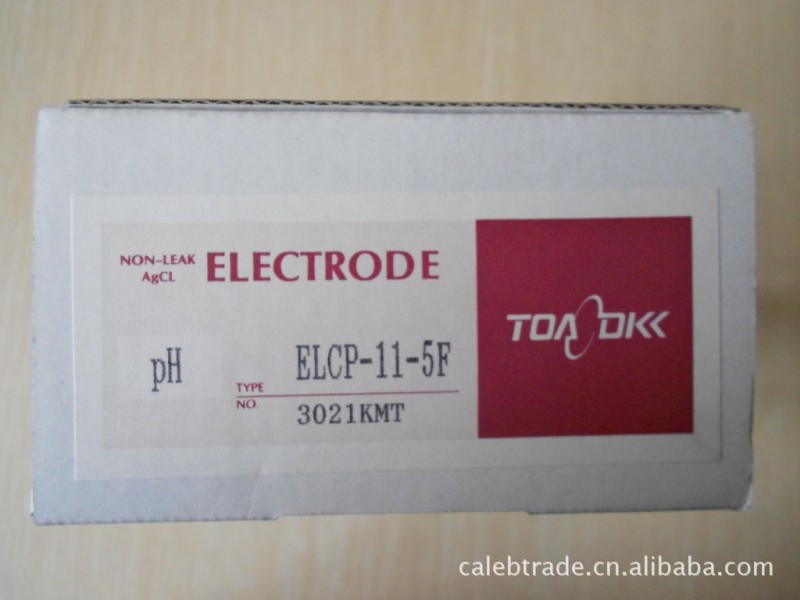 NON-LEAK
AgCL
ELECTRODE
TOA DKK
pH
TYPE
ELCP-11-5F
NO.
3021KMT
calebtrade.cn.alibaba.com